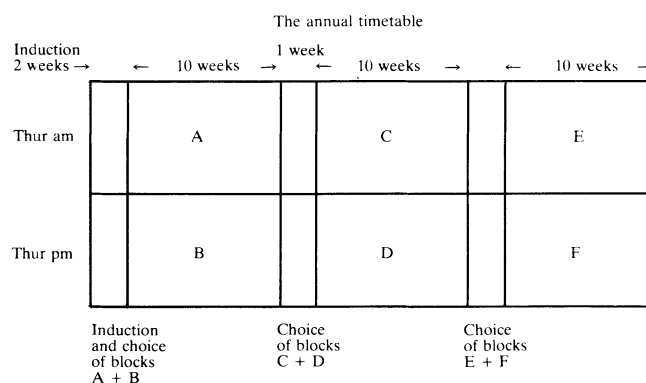 The annual timetable
Induction 1 week
2 weeks → ← 10 weeks → ← 10 weeks → ← 10 weeks →
Thur am A C E
Thur pm B D F
Induction Choice Choice
and choice of blocks of blocks
of blocks C + D E + F
A + B